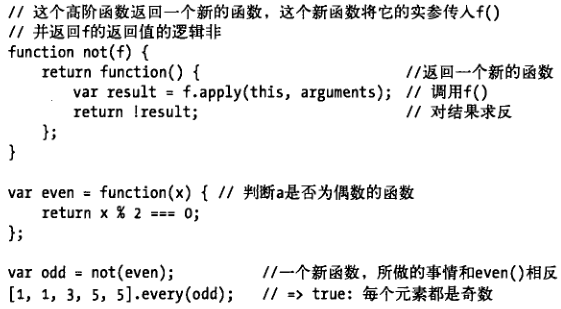 // 这个高阶函数返回一个新的函数，这个新函数将它的实参传入f()
// 并返回f的返回值的逻辑非
function not(f) {
    return function() {                    //返回一个新的函数
        var result = f.apply(this, arguments); // 调用f()
        return !result;                    // 对结果求反
    };
}
var even = function(x) { // 判断a是否为偶数的函数
    return x % 2 === 0;
};
var odd = not(even);         //一个新函数，所做的事情和even()相反
[1, 1, 3, 5, 5].every(odd);   // => true: 每个元素都是奇数